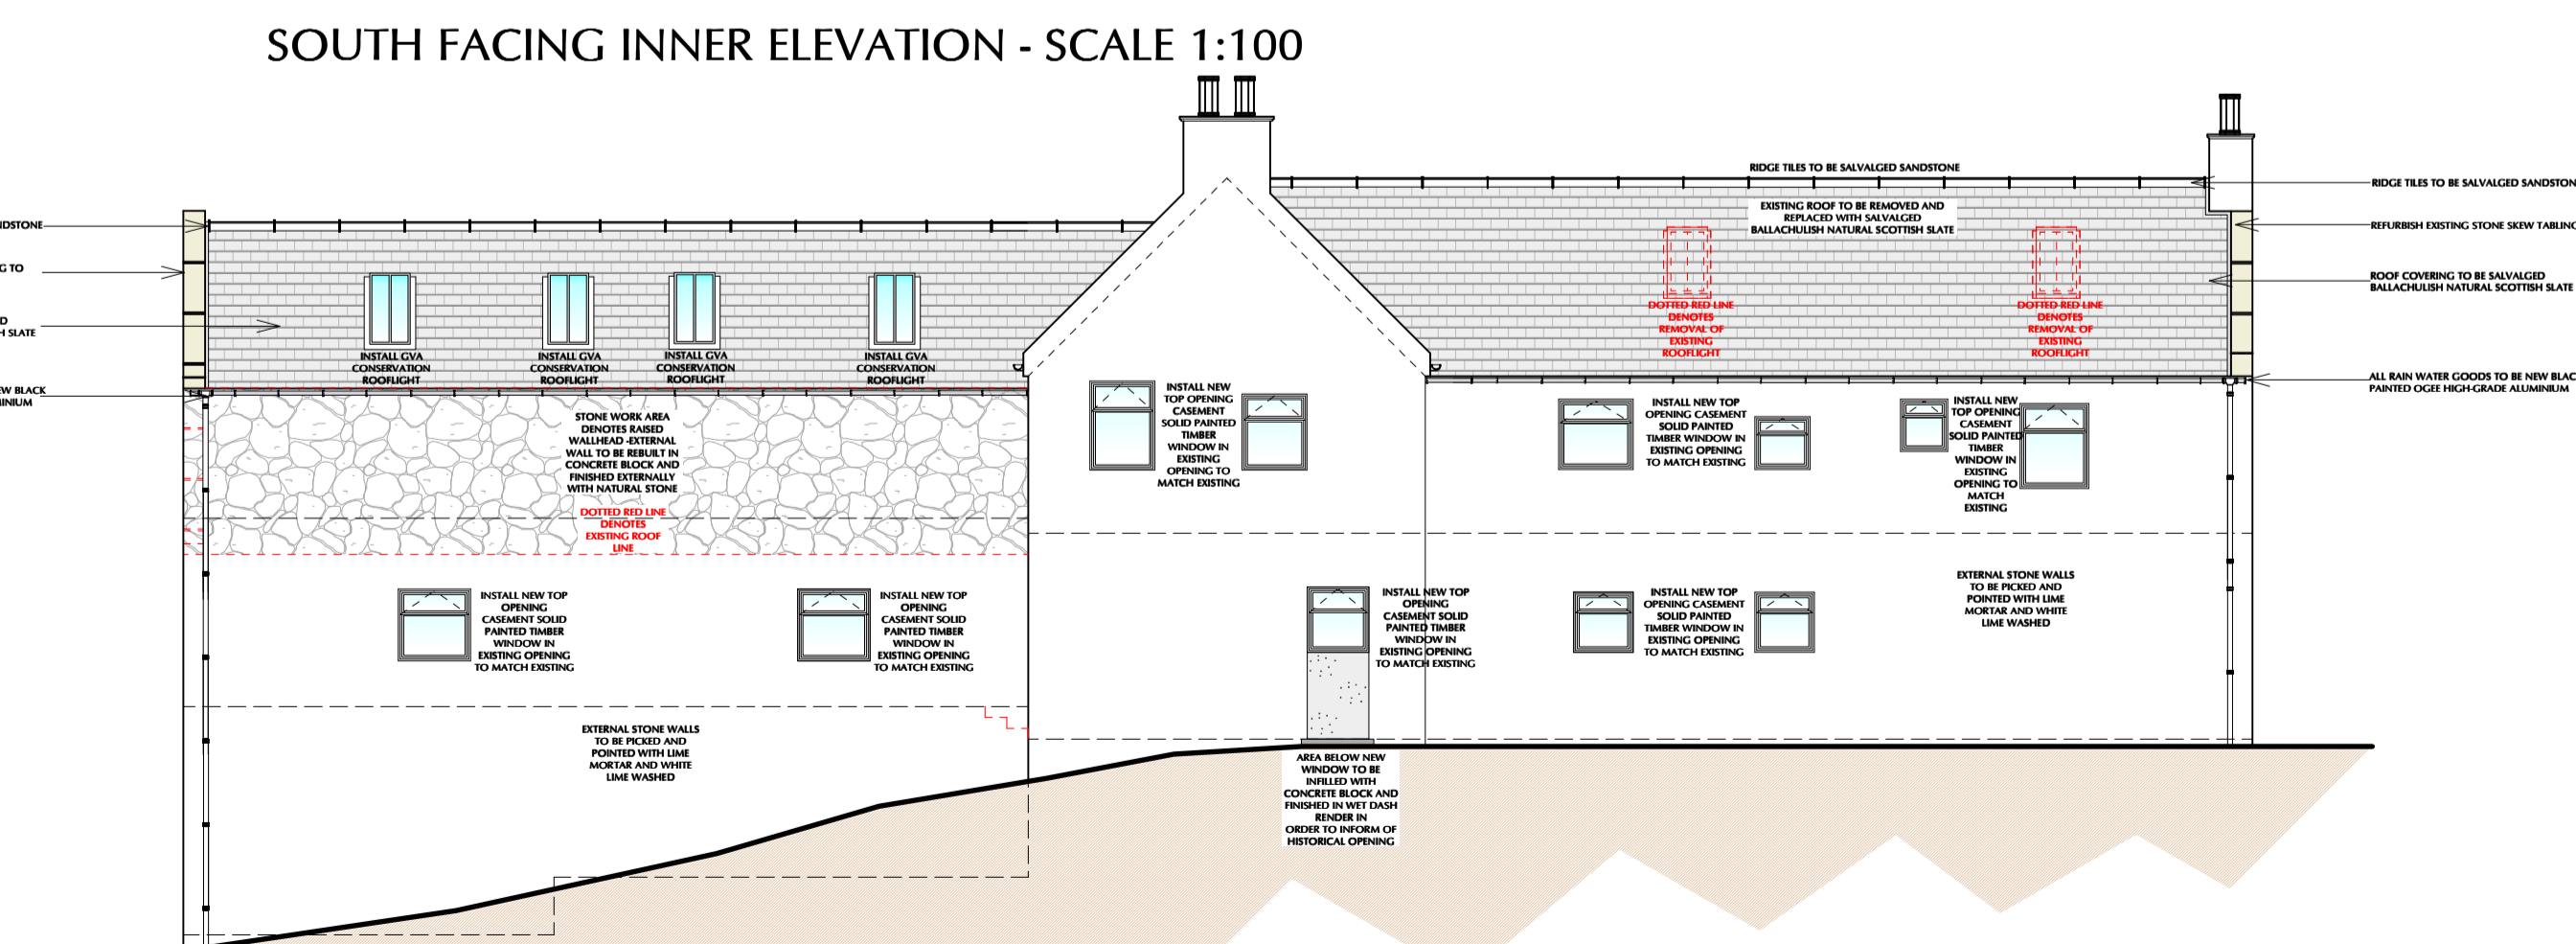 SOUTH FACING INNER ELEVATION - SCALE 1:100
RIDGE TILES TO BE SALVALGED SANDSTONE
EXISTING ROOF TO BE REMOVED AND
REPLACED WITH SALVALGED
BALLACHULISH NATURAL SCOTTISH SLATE
RIDGE TILES TO BE SALVALGED SANDSTON
REFURBISH EXISTING STONE SKEW TABLING
ROOF COVERING TO BE SALVALGED
BALLACHULISH NATURAL SCOTTISH SLATE
ALL RAIN WATER GOODS TO BE NEW BLAC
PAINTED OGEE HIGH-GRADE ALUMINIUM
NDSTONE
G TO
D
H SLATE
EW BLACK
MINIUM
INSTALL GVA
CONSERVATION
ROOFLIGHT
INSTALL GVA
CONSERVATION
ROOFLIGHT
INSTALL GVA
CONSERVATION
ROOFLIGHT
INSTALL GVA
CONSERVATION
ROOFLIGHT
DOTTED RED LINE
DENOTES
REMOVAL OF
EXISTING
ROOFLIGHT
DOTTED RED LINE
DENOTES
REMOVAL OF
EXISTING
ROOFLIGHT
STONE WORK AREA
DENOTES RAISED
WALLHEAD -EXTERNAL
WALL TO BE REBUILT IN
CONCRETE BLOCK AND
FINISHED EXTERNALLY
WITH NATURAL STONE
DOTTED RED LINE
DENOTES
EXISTING ROOF
LINE
INSTALL NEW
TOP OPENING
CASEMENT
SOLID PAINTED
TIMBER
WINDOW IN
EXISTING
OPENING TO
MATCH EXISTING
INSTALL NEW TOP
OPENING CASEMENT
SOLID PAINTED
TIMBER WINDOW IN
EXISTING OPENING
TO MATCH EXISTING
INSTALL NEW
TOP OPENING
CASEMENT
SOLID PAINTED
TIMBER
WINDOW IN
EXISTING
OPENING TO
MATCH
EXISTING
INSTALL NEW TOP
OPENING
CASEMENT SOLID
PAINTED TIMBER
WINDOW IN
EXISTING OPENING
TO MATCH EXISTING
INSTALL NEW TOP
OPENING
CASEMENT SOLID
PAINTED TIMBER
WINDOW IN
EXISTING OPENING
TO MATCH EXISTING
INSTALL NEW TOP
OPENING
CASEMENT SOLID
PAINTED TIMBER
WINDOW IN
EXISTING OPENING
TO MATCH EXISTING
INSTALL NEW TOP
OPENING CASEMENT
SOLID PAINTED
TIMBER WINDOW IN
EXISTING OPENING
TO MATCH EXISTING
EXTERNAL STONE WALLS
TO BE PICKED AND
POINTED WITH LIME
MORTAR AND WHITE
LIME WASHED
EXTERNAL STONE WALLS
TO BE PICKED AND
POINTED WITH LIME
MORTAR AND WHITE
LIME WASHED
AREA BELOW NEW
WINDOW TO BE
INFILLED WITH
CONCRETE BLOCK AND
FINISHED IN WET DASH
RENDER IN
ORDER TO INFORM OF
HISTORICAL OPENING